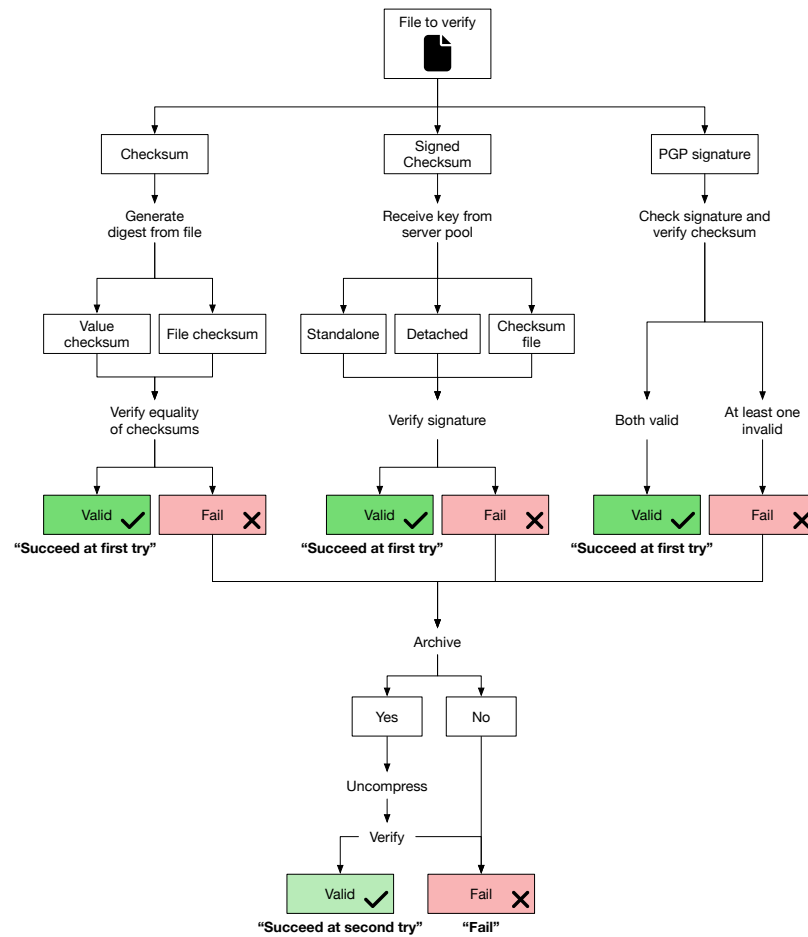 File to verify
Checksum
Signed
Checksum
PGP signature
Generate
digest from file
Receive key from
server pool
Check signature and
verify checksum
Value
checksum
File checksum
Standalone
Detached
Checksum
file
Verify equality
of checksums
Verify signature
Both valid
At least one
invalid
Valid
Fail
Valid
Fail
Valid
Fail
“Succeed at first try”
“Succeed at first try”
“Succeed at first try”
Archive
Yes
No
Uncompress
Verify
Valid
Fail
“Succeed at second try”
“Fail”